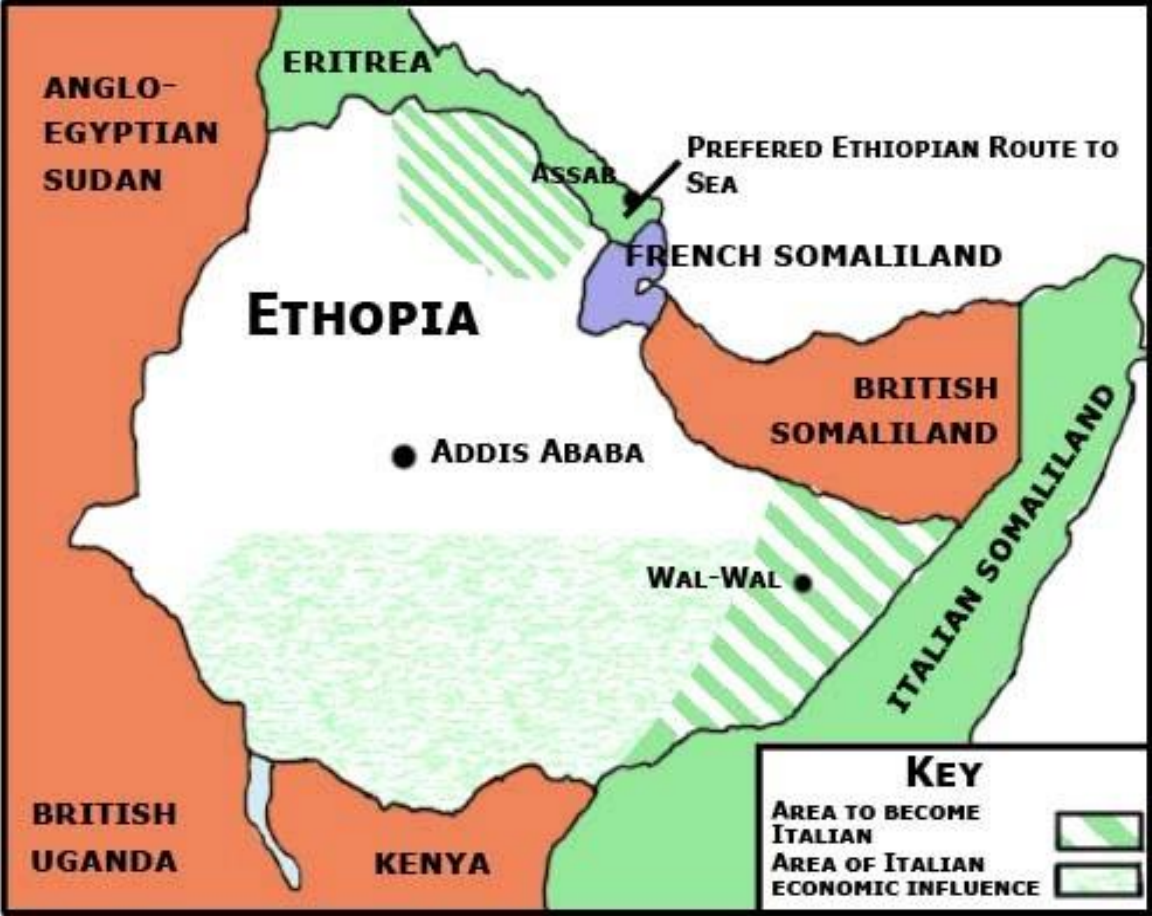 ERITREA
ANGLO-
EGYPTIAN
SUDAN
PREFERED ETHIOPIAN ROUTE TO
SEA
ASSAB
FRENCH SOMALILAND
ETHOPIA
BRITISH
SOMALILAND
ADDIS ABABA
ITALIAN SOMALILAND
WAL-WAL
BRITISH
UGANDA
KENYA
KEY
AREA TO BECOME
ITALIAN
AREA OF ITALIAN
ECONOMIC INFLUENCE